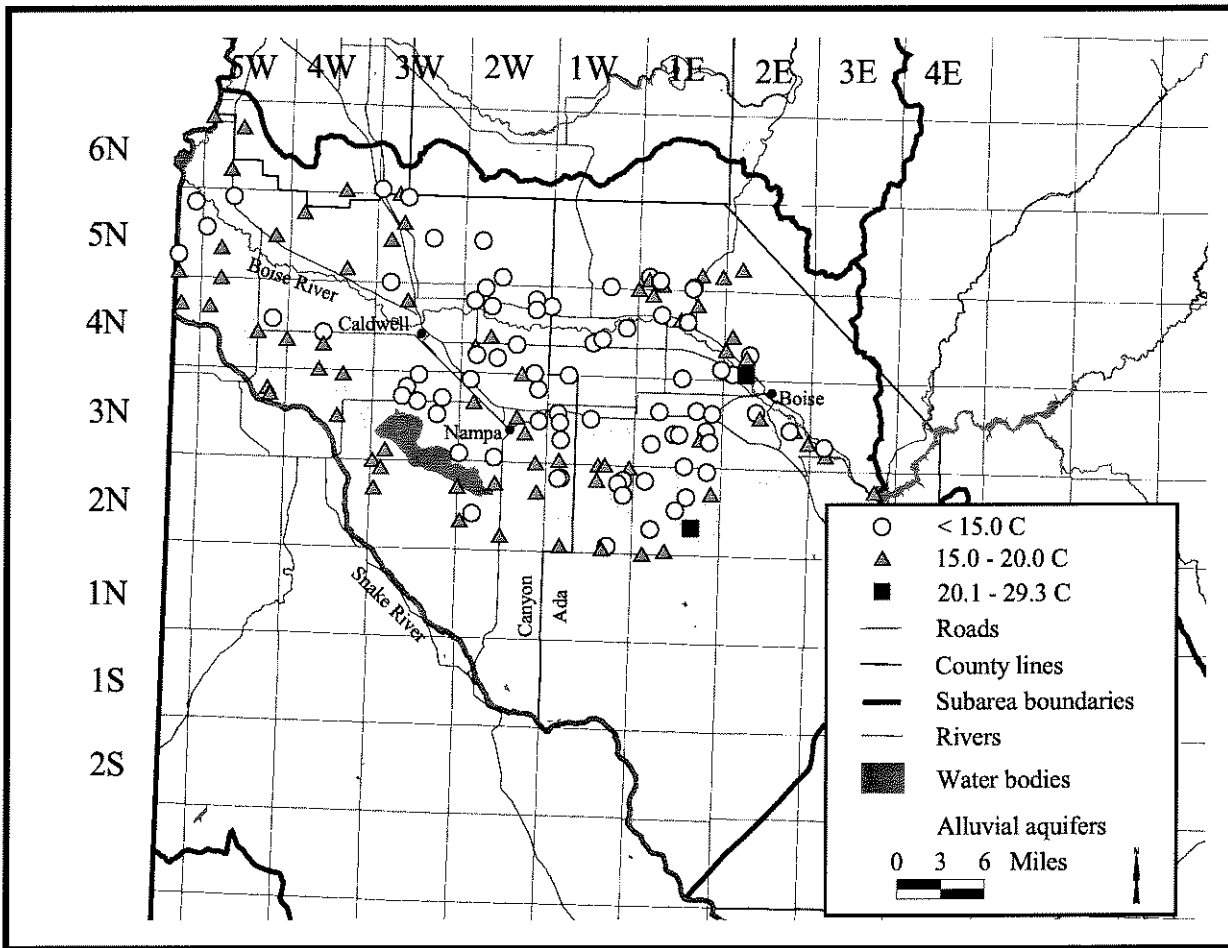 5W 4W 3W 2W 1W 1E 2E 3E 4E
6N
5N
Boise River
4N
Caldwell
Boise
3N
Nampa
2N
< 15.0 C
15.0 - 20.0 C
Snake River
Canyon
Ada
1N
20.1 - 29.3 C
Roads
County lines
1S
Subarea boundaries
Rivers
2S
Water bodies
Alluvial aquifers
0 3 6 Miles
N